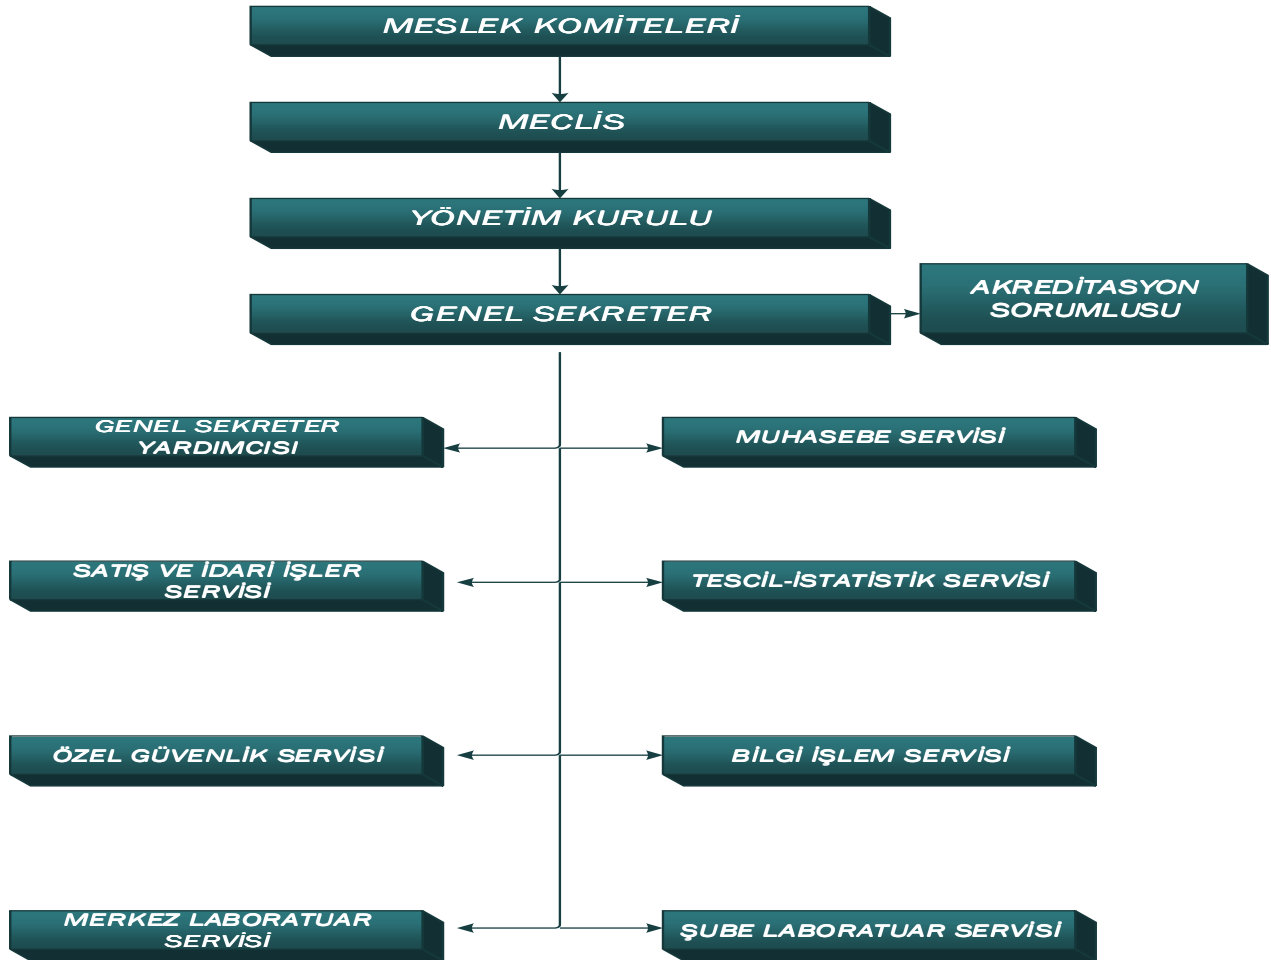 MESLEK KOMİTELERİ
MECLİS
YÖNETİM KURULU
GENEL SEKRETER
AKREDİTASYON
SORUMLUSU
GENEL SEKRETER
YARDIMCISI
MUHASEBE SERVİSİ
SATIŞ VE İDARİ İŞLER
SERVİSİ
TESCİL-İSTATİSTİK SERVİSİ
ÖZEL GÜVENLİK SERVİSİ
BİLGİ İŞLEM SERVİSİ
MERKEZ LABORATUAR
SERVİSİ
ŞUBE LABORATUAR SERVİSİ